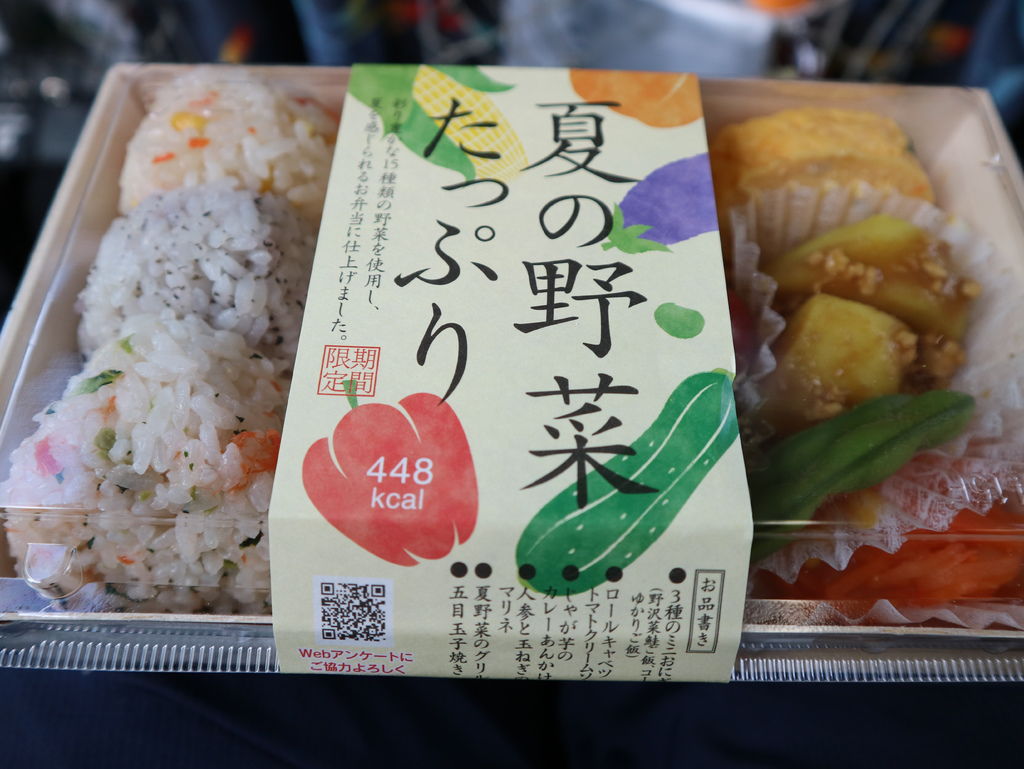 夏の野菜
たっぷり
彩り豊かな15種類の野菜を使用し、
夏を感じられるお弁当に仕上げました。
期間
限定
448
kcal
お品書き
●3種のミニおに
(野沢菜鮭ご飯、コー
ゆかりご飯)
●ロールキャベツ
トマトクリームソ
●じゃが芋の
カレーあんかけ
●人参と玉ねぎの
マリネ
●夏野菜のグリル
●五目玉子焼き
Webアンケートに
ご協力よろしく